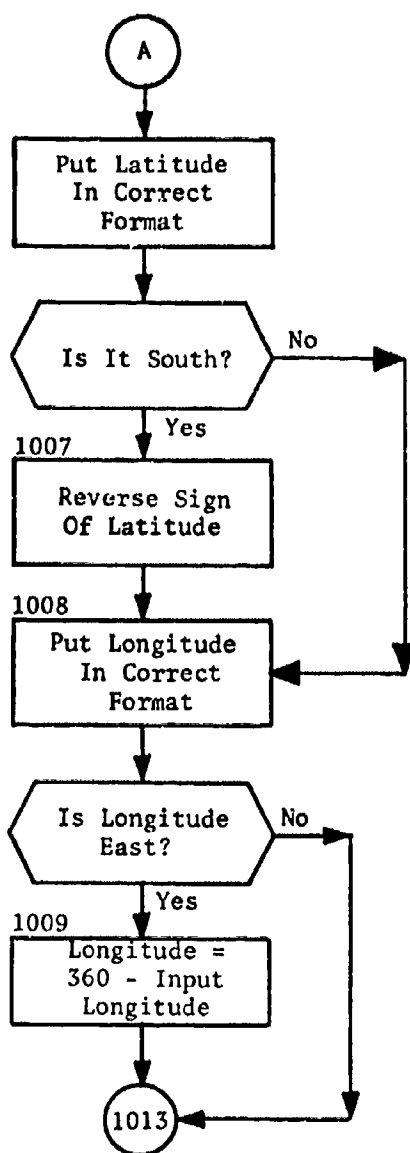 A
Put Latitude
In Correct
Format
Is It South?
No
Yes
1007
Reverse Sign
Of Latitude
1008
Put Longitude
In Correct
Format
Is Longitude
East?
No
Yes
1009
Longitude =
360 - Input
Longitude
1013